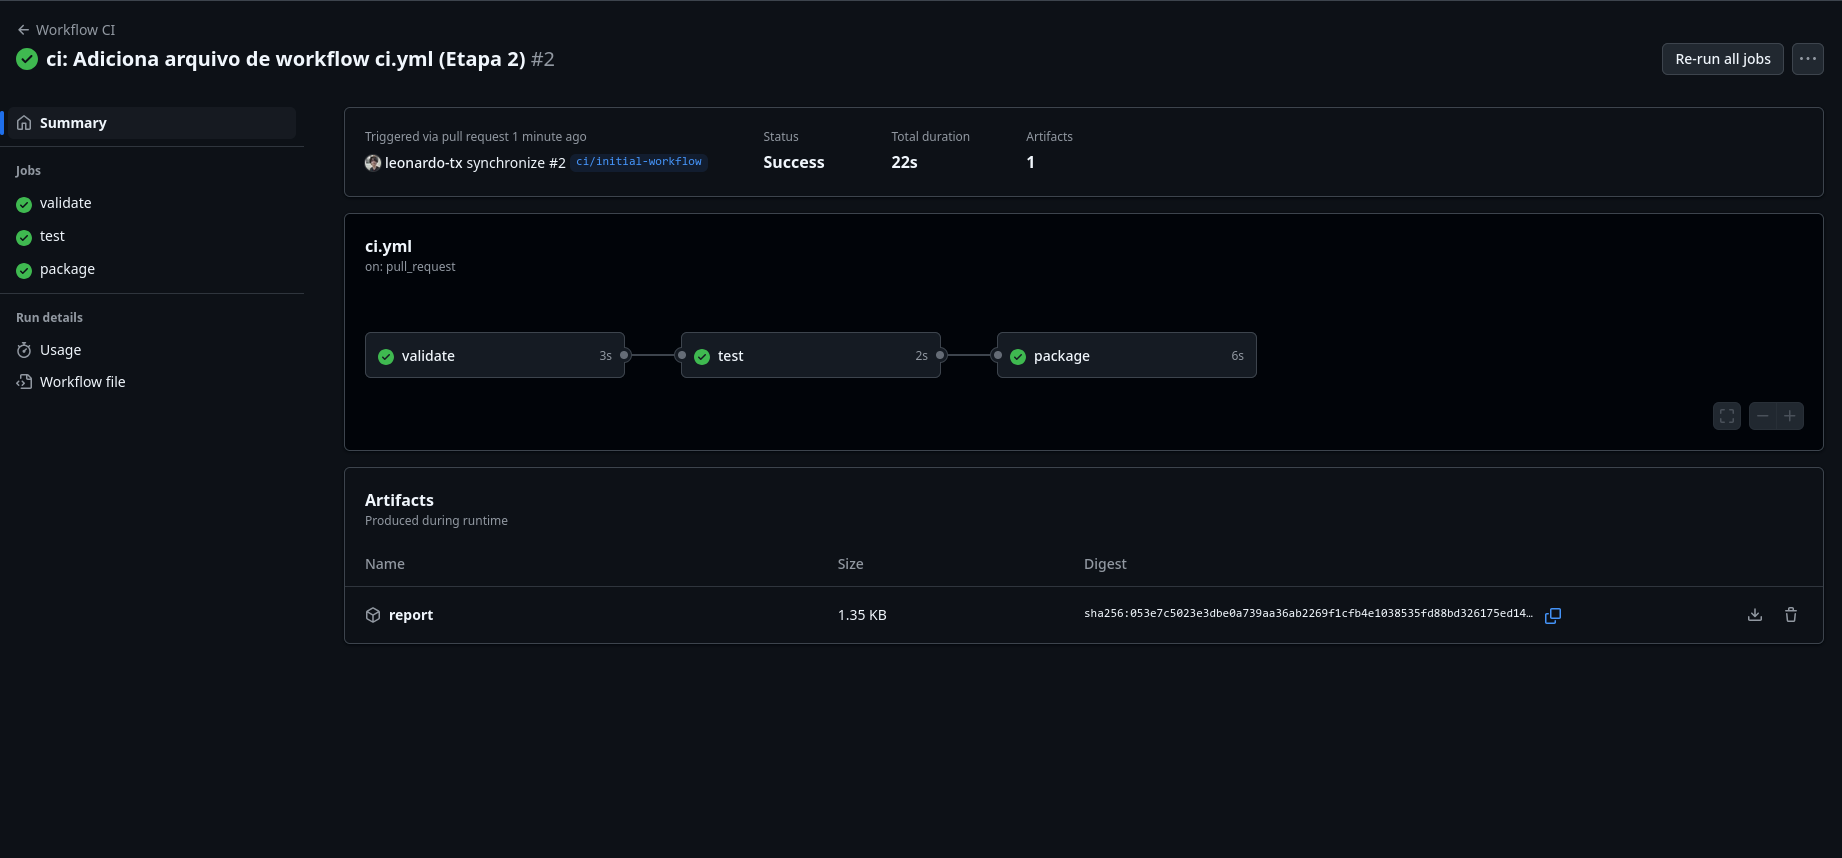 Workflow CI
ci: Adiciona arquivo de workflow ci.yml (Etapa 2) #2
Re-run all jobs
Summary
Jobs
validate
test
package
Run details
Usage
Workflow file
Triggered via pull request 1 minute ago
leonardo-tx synchronize #2 ci/initial-workflow
Status
Success
Total duration
22s
Artifacts
1
ci.yml
on: pull_request
validate 3s
test 2s
package 6s
Artifacts
Produced during runtime
Name Size Digest
report 1.35 KB sha256:053e7c5023e3dbe0a739aa36ab2269f1cfb4e1038535fd88bd326175ed14…